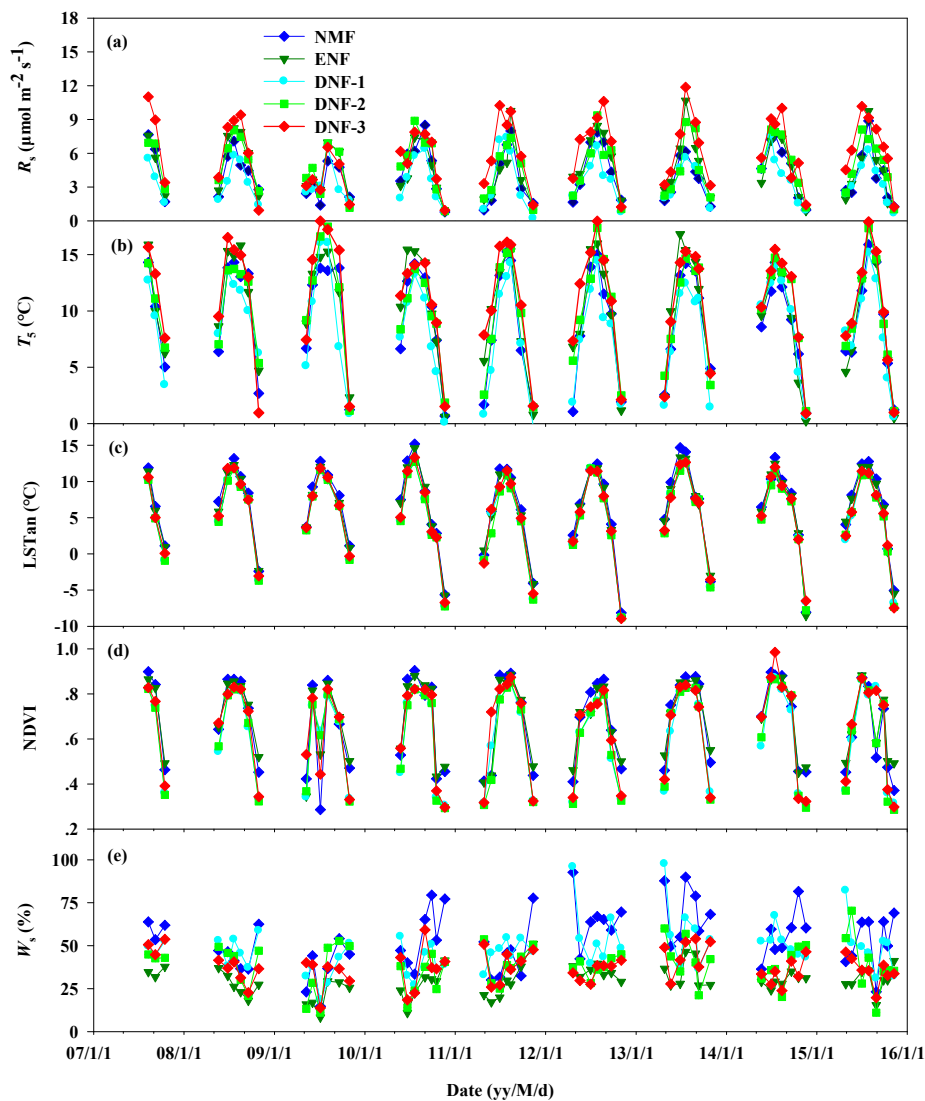 18
15
12
9
6
3
0
Rₛ (µmol m⁻² s⁻¹)
(a)
NMF
ENF
DNF-1
DNF-2
DNF-3
15
10
5
0
T₅ (°C)
(b)
15
10
5
0
-5
-10
LSTan (°C)
(c)
1.0
.8
.6
.4
.2
NDVI
(d)
100
75
50
25
0
Wₛ (%)
(e)
07/1/1 08/1/1 09/1/1 10/1/1 11/1/1 12/1/1 13/1/1 14/1/1 15/1/1 16/1/1
Date (yy/M/d)